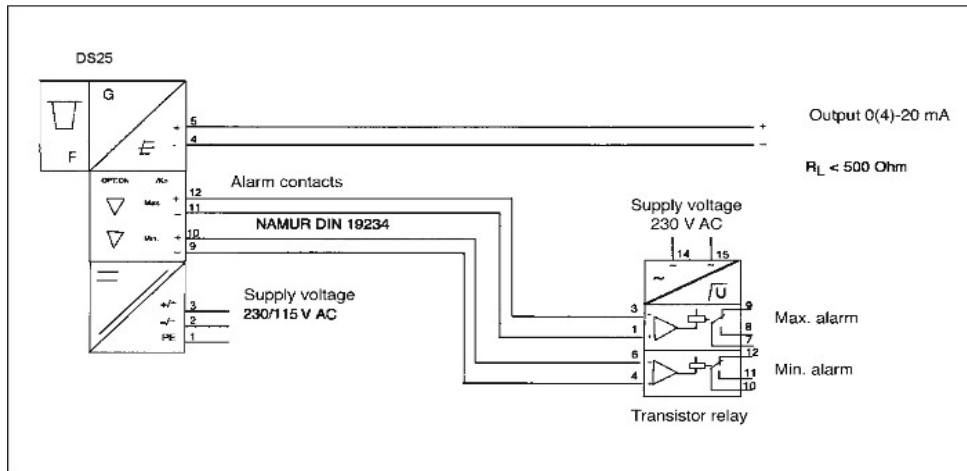 DS25
G
F
E
5
+
4
-
+
-
Output 0(4)-20 mA
R_L < 500 Ohm
OPTION
/Kn
Max.
+
12
-
11
Alarm contacts
NAMUR DIN 19234
Min.
+
10
-
9
+/~
3
-/~
2
PE
1
Supply voltage
230/115 V AC
Supply voltage
230 V AC
14
15
~
~
~
U
3
1
6
4
9
8
7
12
11
10
Max. alarm
Min. alarm
Transistor relay